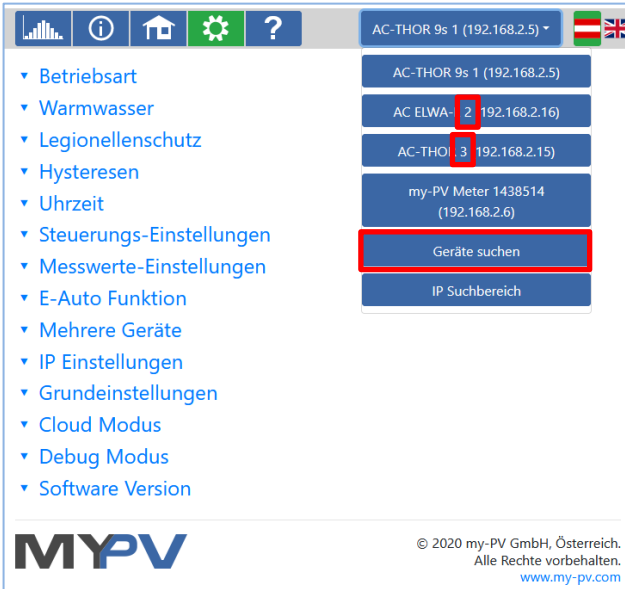 ?
AC-THOR 9s 1 (192.168.2.5)
Betriebsart
Warmwasser
Legionellenschutz
Hysteresen
Uhrzeit
Steuerungs-Einstellungen
Messwerte-Einstellungen
E-Auto Funktion
Mehrere Geräte
IP Einstellungen
Grundeinstellungen
Cloud Modus
Debug Modus
Software Version
AC-THOR 9s 1 (192.168.2.5)
AC ELWA- 2 192.168.2.16)
AC-THO 3 192.168.2.15)
my-PV Meter 1438514
(192.168.2.6)
Geräte suchen
IP Suchbereich
MYPV
© 2020 my-PV GmbH, Österreich.
Alle Rechte vorbehalten.
www.my-pv.com